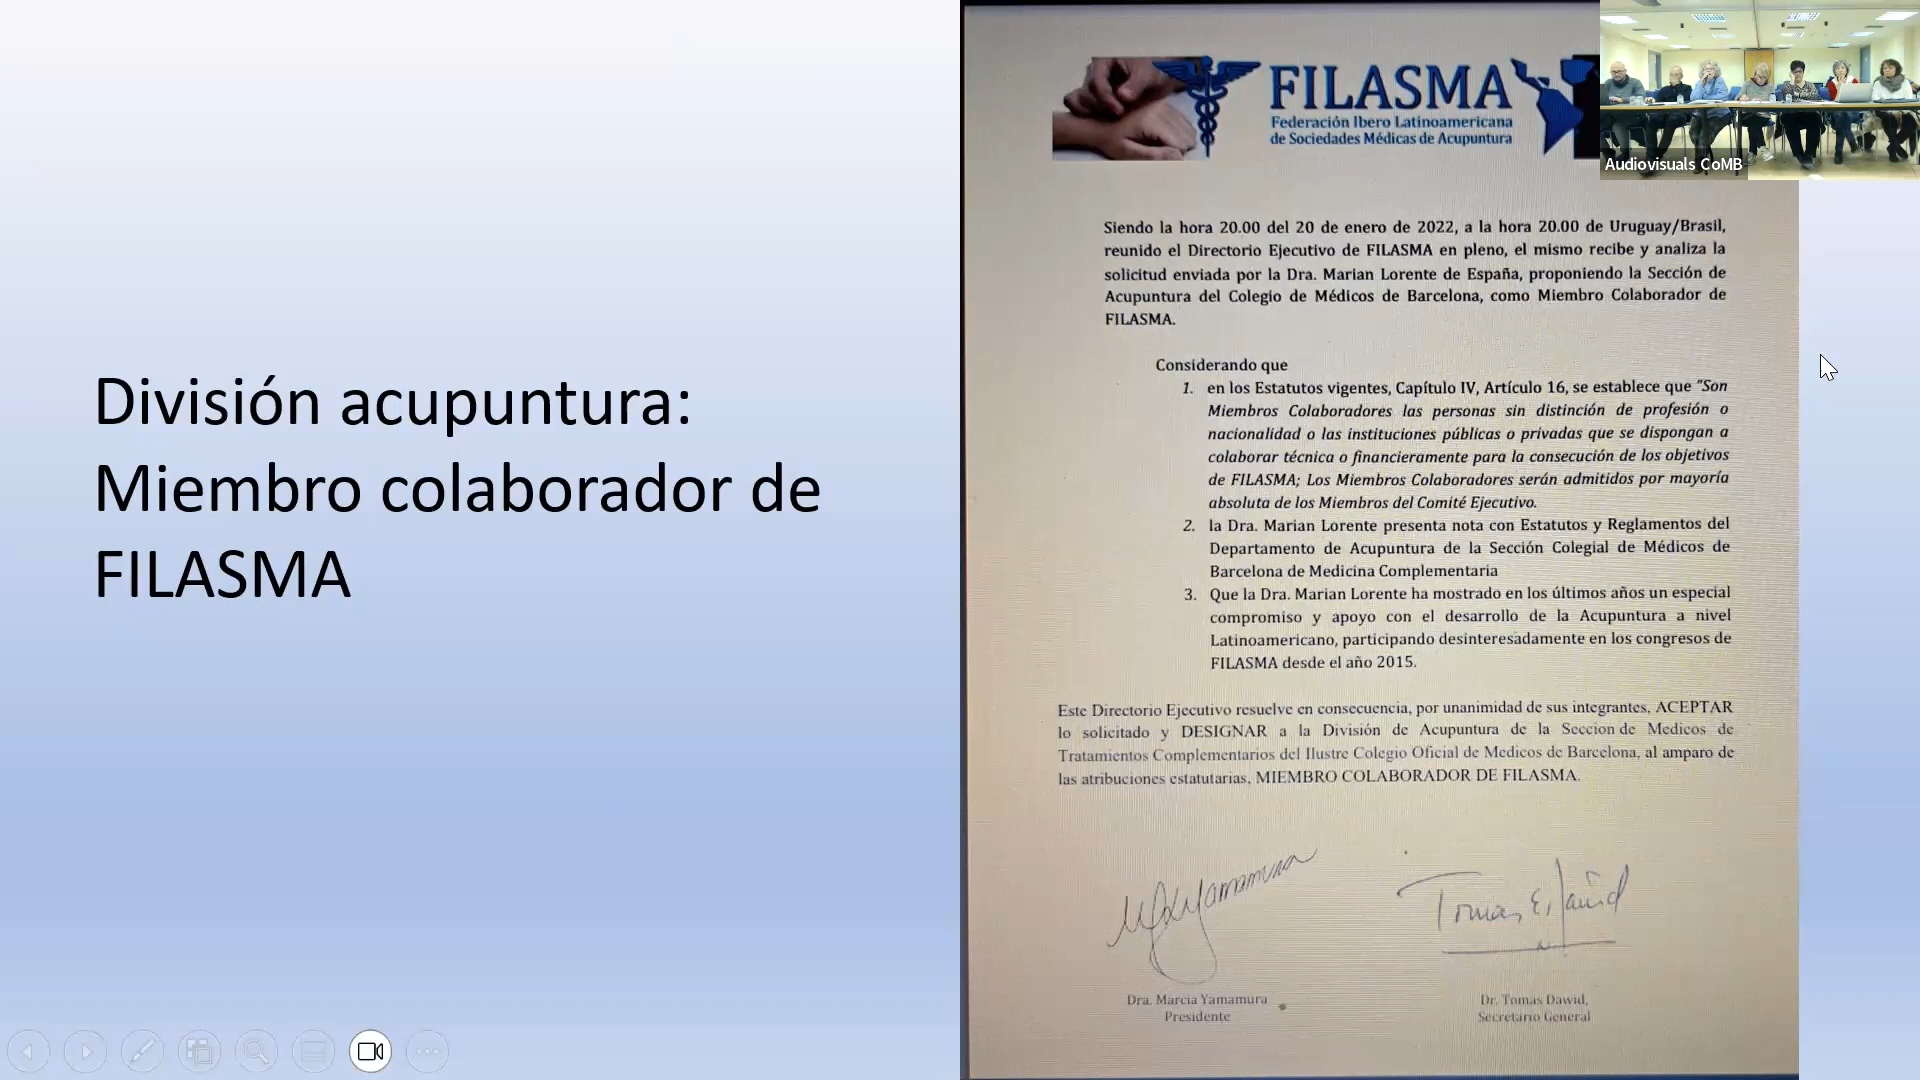 División acupuntura:
Miembro colaborador de
FILASMA
FILASMA
Federación Ibero Latinoamericana
de Sociedades Médicas de Acupuntura
Audiovisuals CoMB
Siendo la hora 20.00 del 20 de enero de 2022, a la hora 20.00 de Uruguay/Brasil,
reunido el Directorio Ejecutivo de FILASMA en pleno, el mismo recibe y analiza la
solicitud enviada por la Dra. Marian Lorente de España, proponiendo la Sección de
Acupuntura del Colegio de Médicos de Barcelona, como Miembro Colaborador de
FILASMA.
Considerando que
1. en los Estatutos vigentes, Capítulo IV, Artículo 16, se establece que "Son
Miembros Colaboradores las personas sin distinción de profesión o
nacionalidad o las instituciones públicas o privadas que se dispongan a
colaborar técnica o financieramente para la consecución de los objetivos
de FILASMA; Los Miembros Colaboradores serán admitidos por mayoría
absoluta de los Miembros del Comité Ejecutivo.
2. la Dra. Marian Lorente presenta nota con Estatutos y Reglamentos del
Departamento de Acupuntura de la Sección Colegial de Médicos de
Barcelona de Medicina Complementaria
3. Que la Dra. Marian Lorente ha mostrado en los últimos años un especial
compromiso y apoyo con el desarrollo de la Acupuntura a nivel
Latinoamericano, participando desinteresadamente en los congresos de
FILASMA desde el año 2015.
Este Directorio Ejecutivo resuelve en consecuencia, por unanimidad de sus integrantes, ACEPTAR
lo solicitado y DESIGNAR a la División de Acupuntura de la Seccion de Medicos de
Tratamientos Complementarios del Ilustre Colegio Oficial de Medicos de Barcelona, al amparo de
las atribuciones estatutarias, MIEMBRO COLABORADOR DE FILASMA.
Dra. Marcia Yamamura
Presidente
Dr. Tomas Dawid,
Secretario General